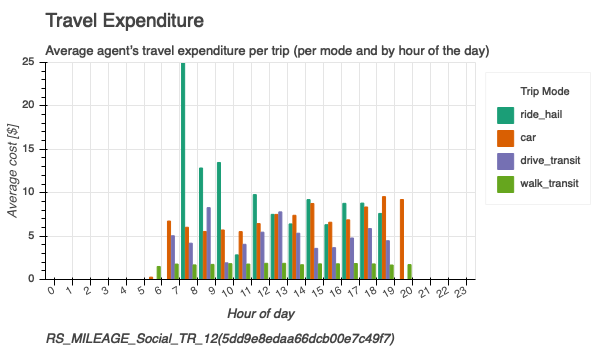 Travel Expenditure
Average agent's travel expenditure per trip (per mode and by hour of the day)
25
20
15
10
5
0
Average cost [$]
Trip Mode
ride_hail
car
drive_transit
walk_transit
0 1 2 3 4 5 6 7 8 9 10 11 12 13 14 15 16 17 18 19 20 21 22 23
Hour of day
RS_MILEAGE_Social_TR_12(5dd9e8edaa66dcb00e7c49f7)